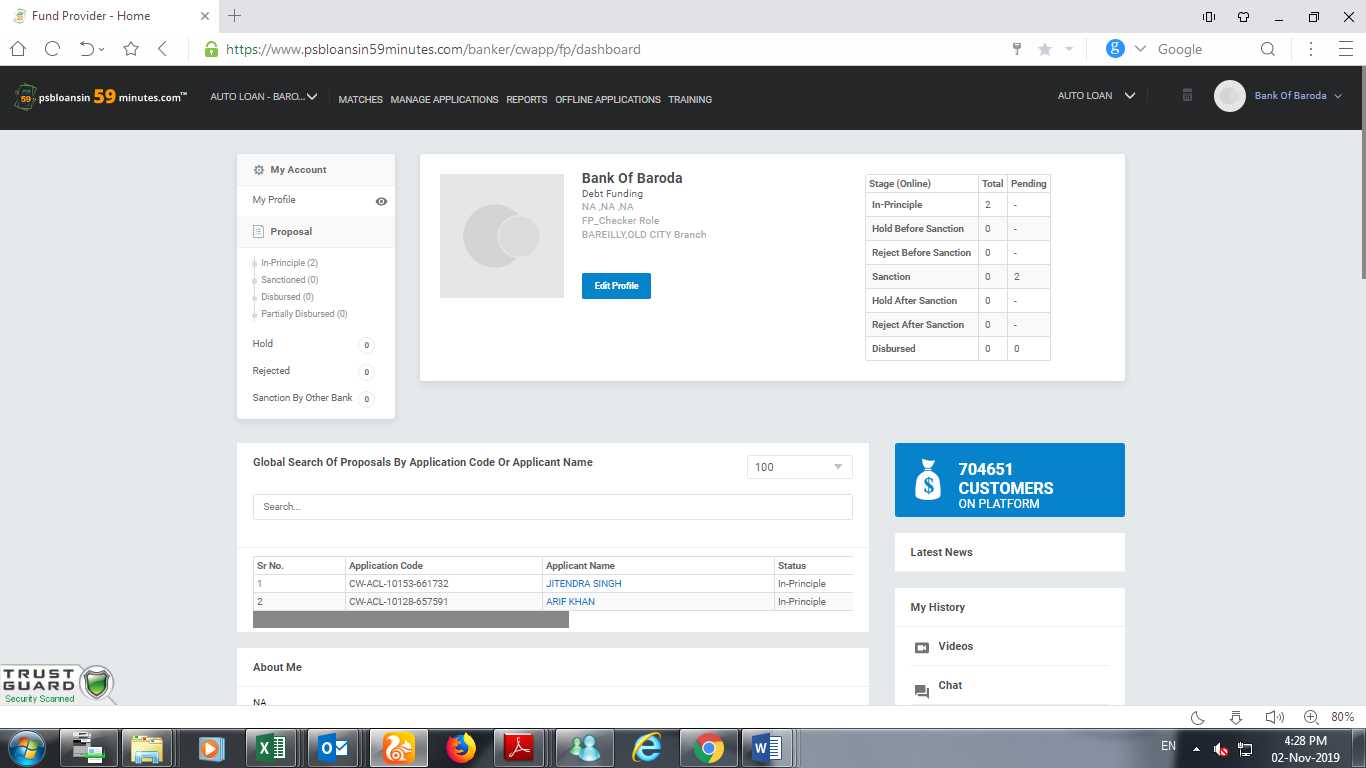 Fund Provider - Home
https://www.psbloansin59minutes.com/banker/cwapp/fp/dashboard
Google
PSB 59 psbloansin 59 minutes.com™
AUTO LOAN - BARO...
MATCHES MANAGE APPLICATIONS REPORTS OFFLINE APPLICATIONS TRAINING
AUTO LOAN
Bank Of Baroda
My Account
My Profile
Proposal
In-Principle (2)
Sanctioned (0)
Disbursed (0)
Partially Disbursed (0)
Hold 0
Rejected 0
Sanction By Other Bank 0
Bank Of Baroda
Debt Funding
NA ,NA ,NA
FP_Checker Role
BAREILLY,OLD CITY Branch
Edit Profile
Stage (Online) Total Pending
In-Principle 2 -
Hold Before Sanction 0 -
Reject Before Sanction 0 -
Sanction 0 2
Hold After Sanction 0 -
Reject After Sanction 0 -
Disbursed 0 0
Global Search Of Proposals By Application Code Or Applicant Name
100
Search...
Sr No. Application Code Applicant Name Status
1 CW-ACL-10153-661732 JITENDRA SINGH In-Principle
2 CW-ACL-10128-657591 ARIF KHAN In-Principle
About Me
NA
704651
CUSTOMERS
ON PLATFORM
Latest News
My History
Videos
Chat
TRUST
GUARD
Security Scanned
80%
EN
4:28 PM
02-Nov-2019